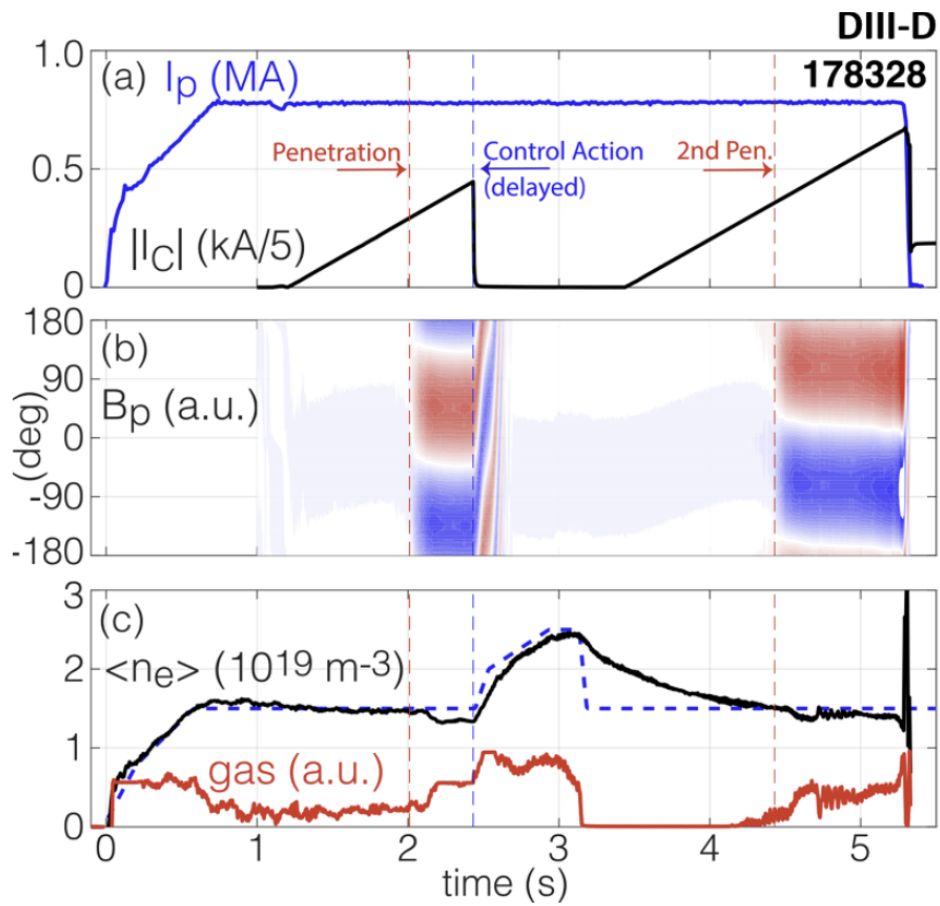 DIII-D
178328
1.0
(a) Ip (MA)
Penetration
Control Action
(delayed)
2nd Pen.
0.5
|IC| (kA/5)
0
180
(b)
90
Bp (a.u.)
0
(deg)
-90
-180
3
(c)
<ne> (1019 m-3)
2
1
gas (a.u.)
0
0 1 2 3 4 5
time (s)